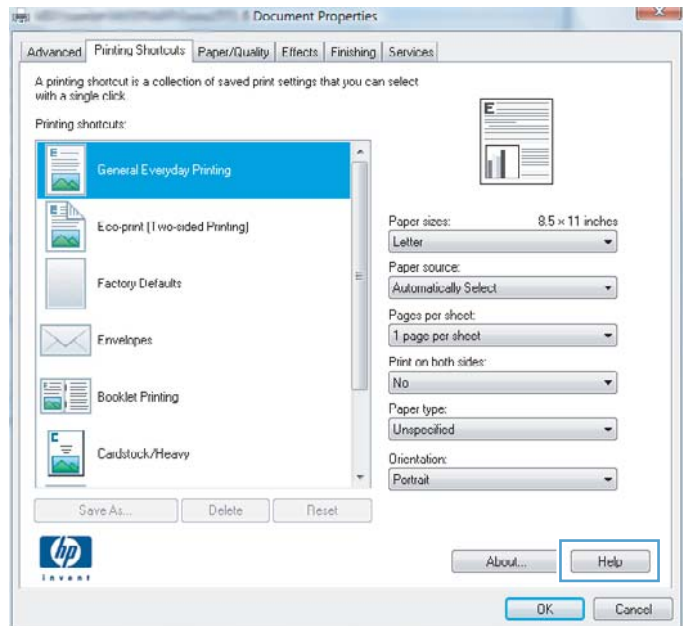 Document Properties
Advanced Printing Shortcuts Paper/Quality Effects Finishing Services
A printing shortcut is a collection of saved print settings that you can select
with a single click.
Printing shortcuts:
General Everyday Printing
Eco-print (Two-sided Printing)
Factory Defaults
Envelopes
Booklet Printing
Cardstock/Heavy
Save As... Delete Reset
E
Paper sizes: 8.5 × 11 inches
Letter
Paper source:
Automatically Select
Pages per sheet:
1 page per sheet
Print on both sides:
No
Paper type:
Unspecified
Orientation:
Portrait
hp
invent
About... Help
OK Cancel